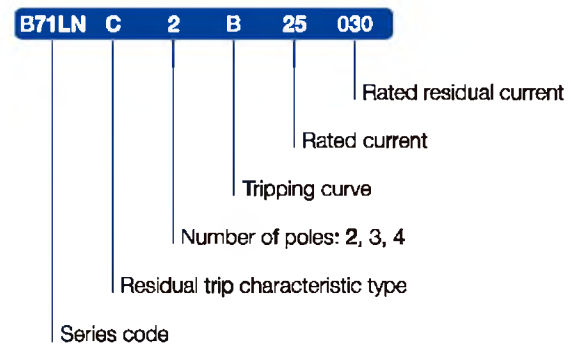 B71LN C 2 B 25 030
Rated residual current
Rated current
Tripping curve
Number of poles: 2, 3, 4
Residual trip characteristic type
Series code